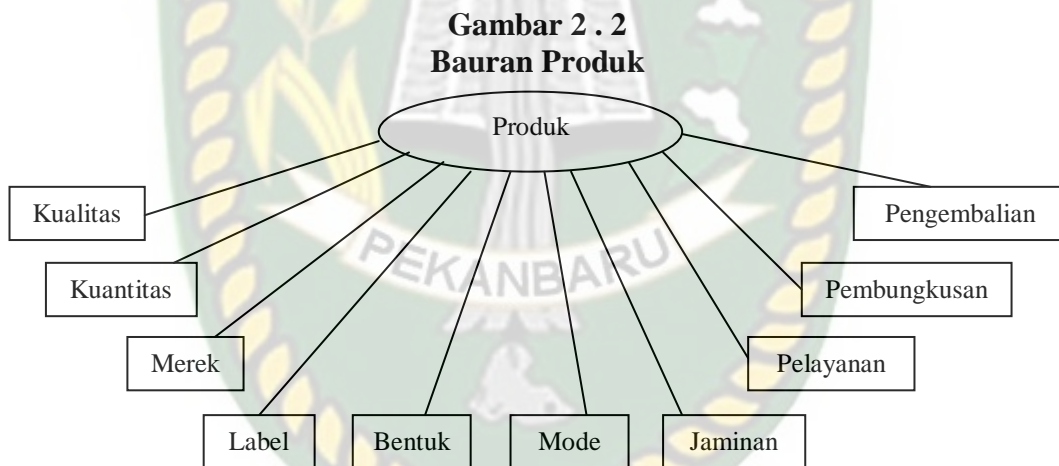 Gambar 2 . 2
Bauran Produk
Produk
Kualitas
Pengembalian
PEKANBARU
Kuantitas
Pembungkusan
Merek
Pelayanan
Label
Bentuk
Mode
Jaminan